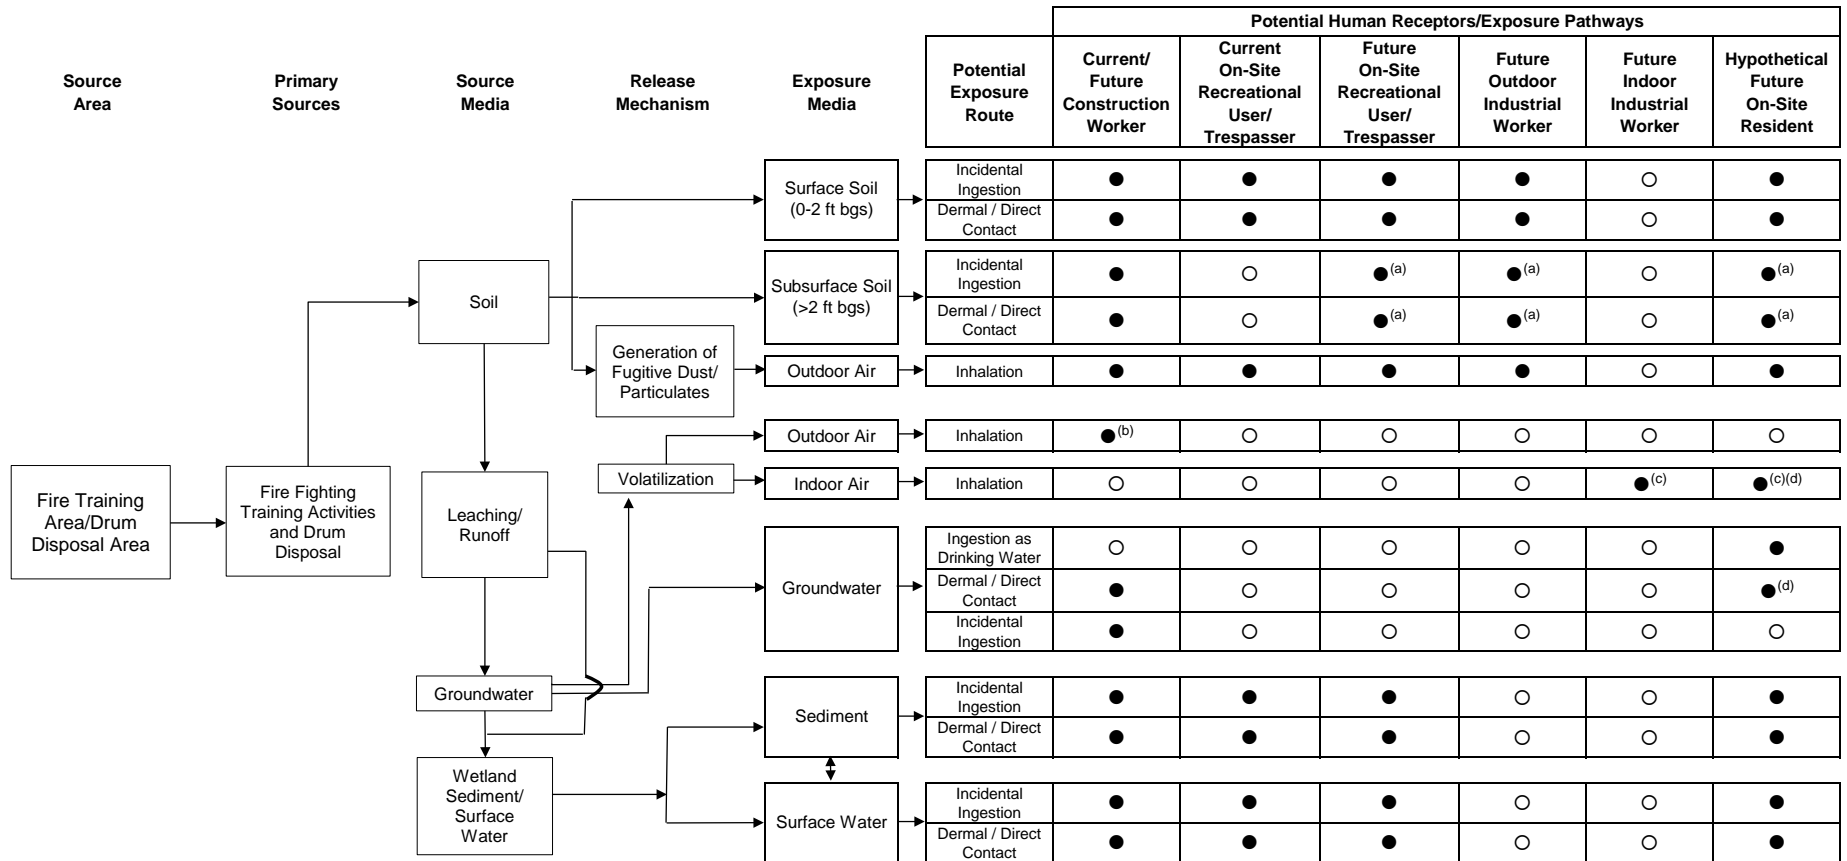 Potential Human Receptors/Exposure Pathways
Source
Area
Primary
Sources
Source
Media
Release
Mechanism
Exposure
Media
Potential
Exposure
Route
Current/
Future
Construction
Worker
Current
On-Site
Recreational
User/
Trespasser
Future
On-Site
Recreational
User/
Trespasser
Future
Outdoor
Industrial
Worker
Future
Indoor
Industrial
Worker
Hypothetical
Future
On-Site
Resident
Surface Soil
(0-2 ft bgs)
Incidental
Ingestion
● ● ● ● ○ ●
Dermal / Direct
Contact
● ● ● ● ○ ●
Soil
Subsurface Soil
(>2 ft bgs)
Incidental
Ingestion
● ○ ●(a) ●(a) ○ ●(a)
Dermal / Direct
Contact
● ○ ●(a) ●(a) ○ ●(a)
Generation of
Fugitive Dust/
Particulates
Outdoor Air
Inhalation
● ● ● ● ○ ●
Outdoor Air
Inhalation
●(b) ○ ○ ○ ○ ○
Volatilization
Indoor Air
Inhalation
○ ○ ○ ○ ●(c) ●(c)(d)
Fire Training
Area/Drum
Disposal Area
Fire Fighting
Training Activities
and Drum
Disposal
Leaching/
Runoff
Groundwater
Ingestion as
Drinking Water
○ ○ ○ ○ ○ ●
Dermal / Direct
Contact
● ○ ○ ○ ○ ●(d)
Incidental
Ingestion
● ○ ○ ○ ○ ○
Groundwater
Sediment
Incidental
Ingestion
● ● ● ○ ○ ●
Dermal / Direct
Contact
● ● ● ○ ○ ●
Wetland
Sediment/
Surface
Water
Surface Water
Incidental
Ingestion
● ● ● ○ ○ ●
Dermal / Direct
Contact
● ● ● ○ ○ ●